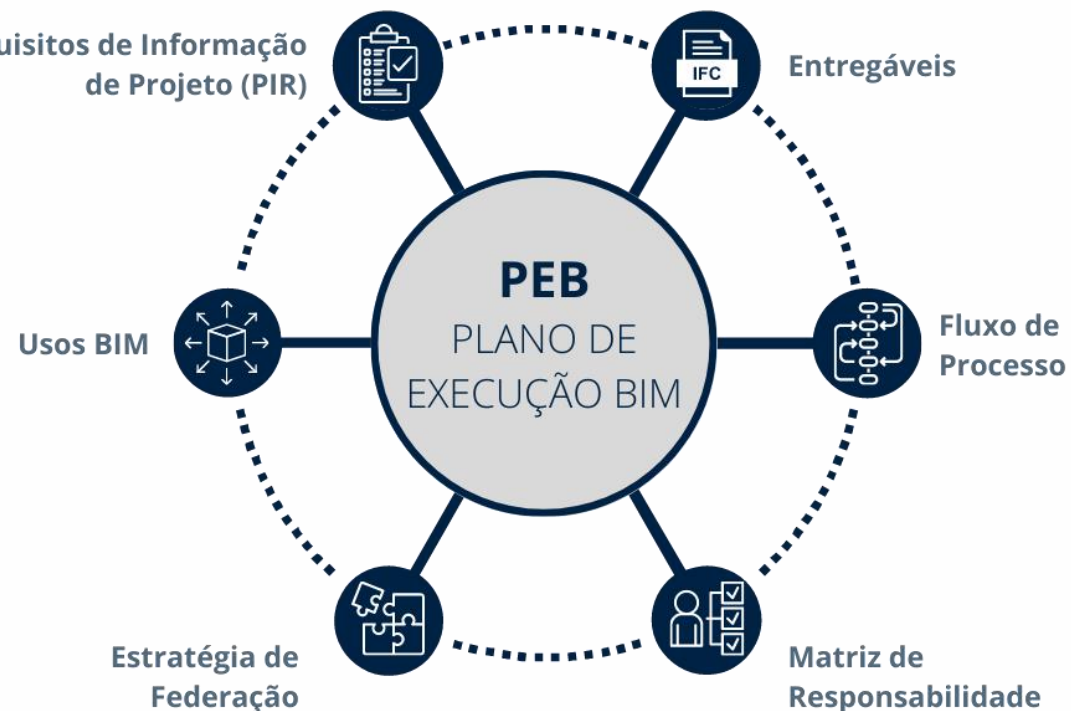 uisitos de Informação
de Projeto (PIR)
IFC
Entregáveis
PEB
PLANO DE
EXECUÇÃO BIM
Usos BIM
Fluxo de
Processo
Estratégia de
Federação
Matriz de
Responsabilidade